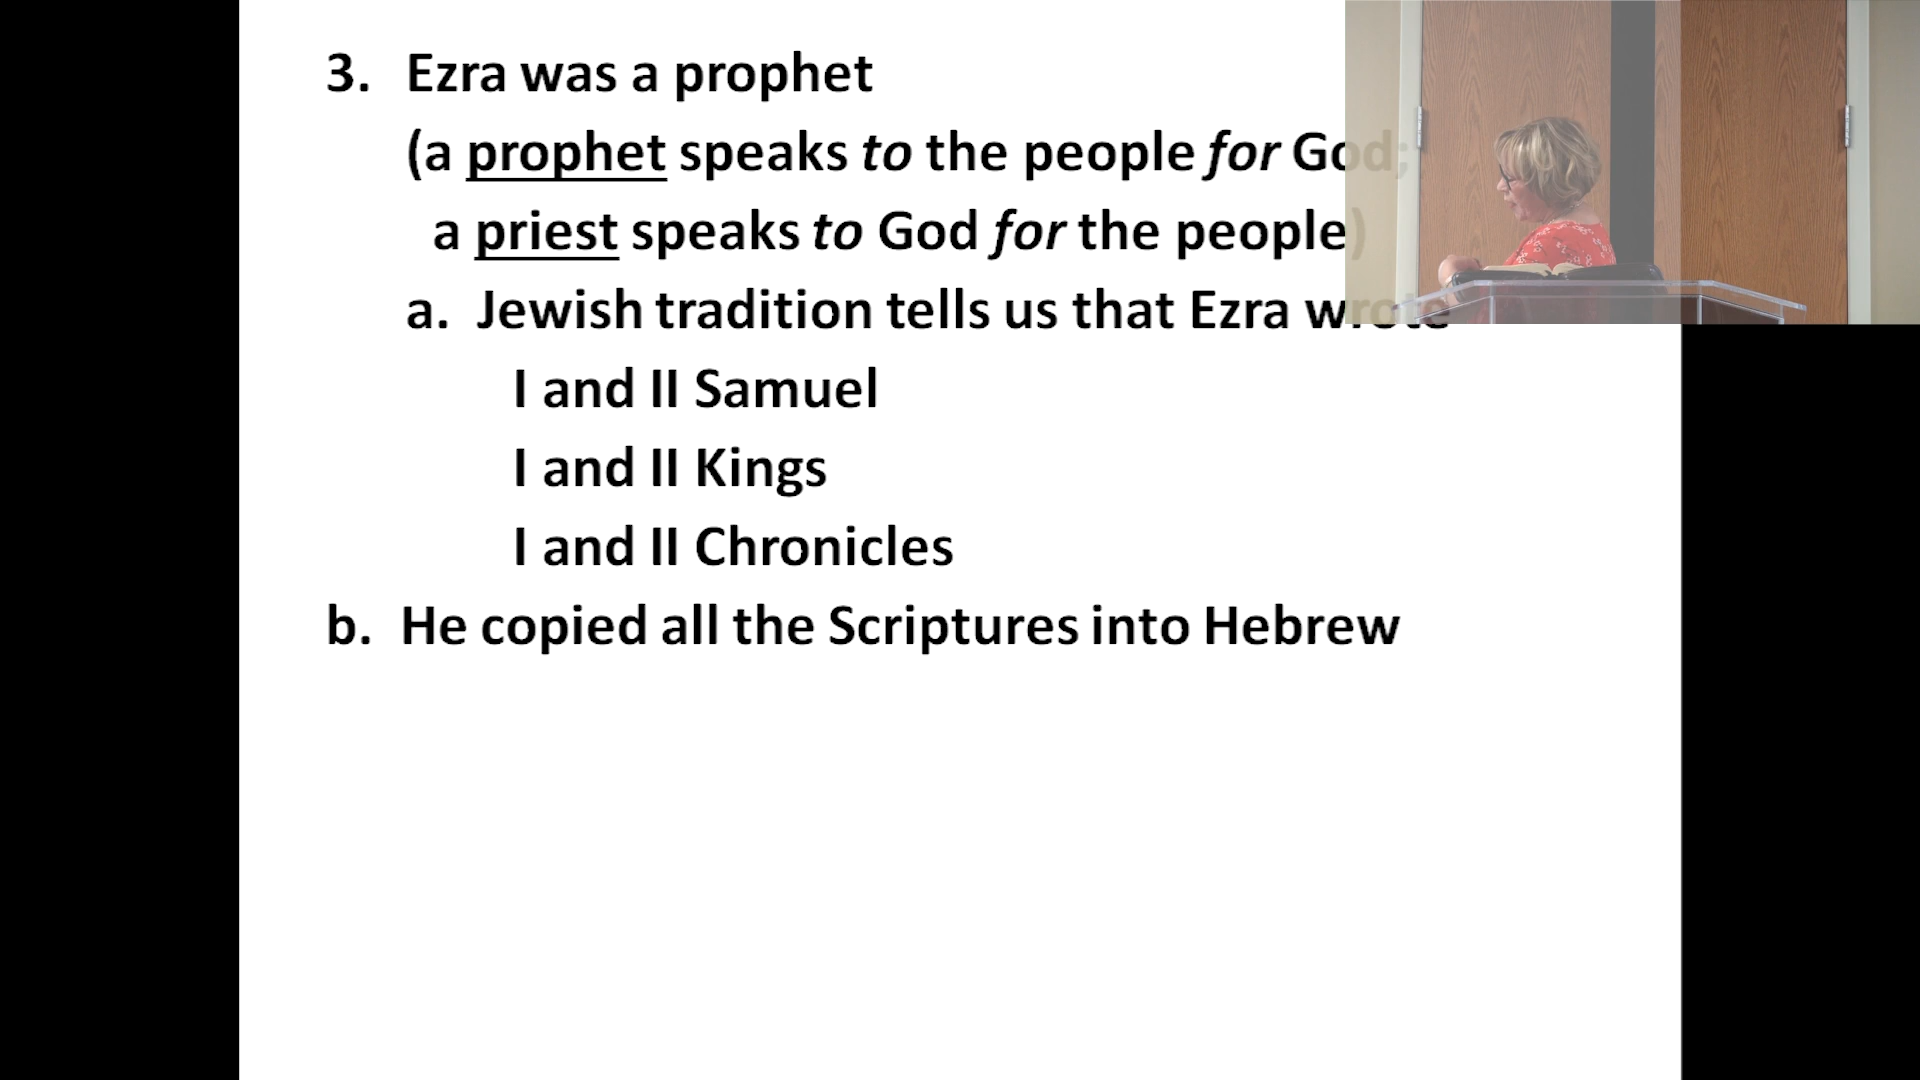 3. Ezra was a prophet
(a prophet speaks to the people for God;
a priest speaks to God for the people)
a. Jewish tradition tells us that Ezra wrote
I and II Samuel
I and II Kings
I and II Chronicles
b. He copied all the Scriptures into Hebrew